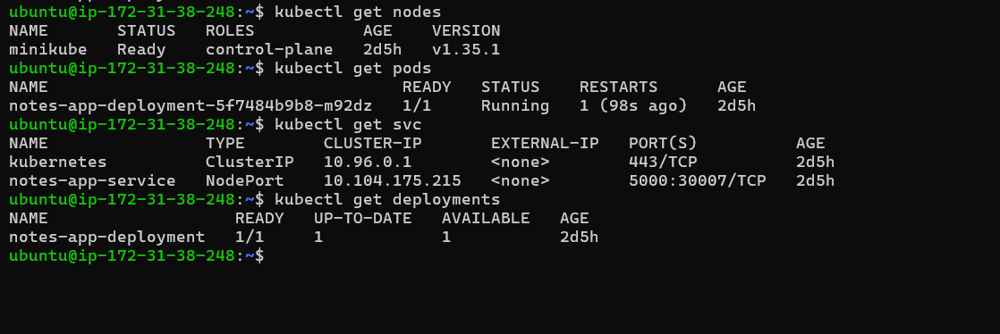 ubuntu@ip-172-31-38-248:~$ kubectl get nodes
NAME       STATUS   ROLES           AGE    VERSION
minikube   Ready    control-plane   2d5h   v1.35.1
ubuntu@ip-172-31-38-248:~$ kubectl get pods
NAME                                    READY   STATUS    RESTARTS      AGE
notes-app-deployment-5f7484b9b8-m92dz   1/1     Running   1 (98s ago)   2d5h
ubuntu@ip-172-31-38-248:~$ kubectl get svc
NAME                TYPE        CLUSTER-IP       EXTERNAL-IP   PORT(S)          AGE
kubernetes          ClusterIP   10.96.0.1        <none>        443/TCP          2d5h
notes-app-service   NodePort    10.104.175.215   <none>        5000:30007/TCP   2d5h
ubuntu@ip-172-31-38-248:~$ kubectl get deployments
NAME                   READY   UP-TO-DATE   AVAILABLE   AGE
notes-app-deployment   1/1     1            1           2d5h
ubuntu@ip-172-31-38-248:~$